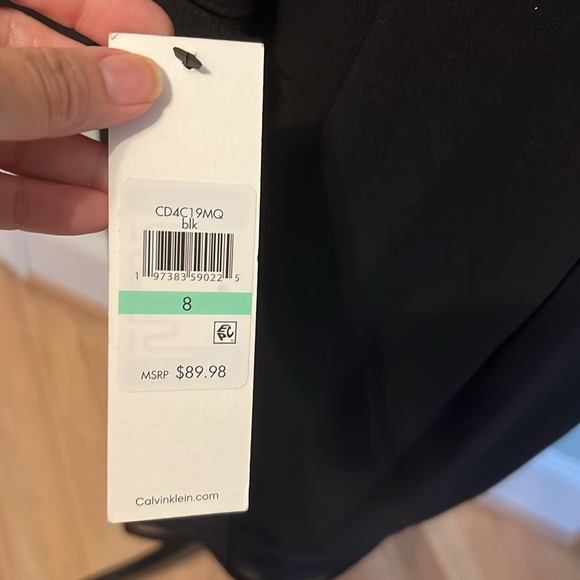 CD4C19MQ
blk
1 97383 59022 5
8
MSRP $89.98
Calvinklein.com